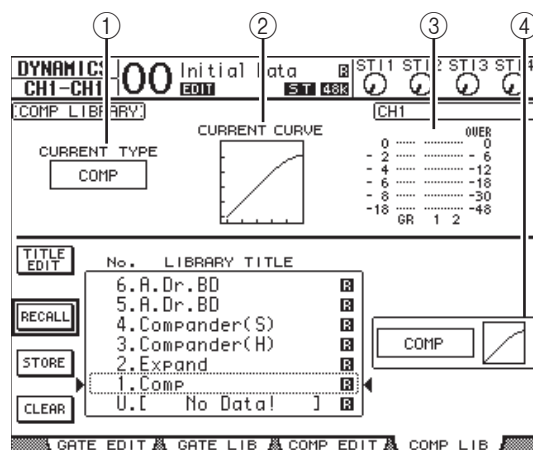 ① ② ③ ④
DYNAMICS 00 Initial Data R ST1 ST2 ST3 ST4
CH1-CH1 EDIT ST 48K
COMP LIBRARY CH1
CURRENT TYPE CURRENT CURVE OVER
COMP
0 0
-2 -6
-4 -12
-6 -18
-8 -30
-18 -48
GR 1 2
TITLE EDIT
No. LIBRARY TITLE
6.A.Dr.BD R
5.A.Dr.BD R
RECALL
4.Compander(S) R
3.Compander(H) R
COMP
STORE
2.Expand R
1.Comp R
CLEAR
U.[ No Data! ] R
GATE EDIT GATE LIB COMP EDIT COMP LIB